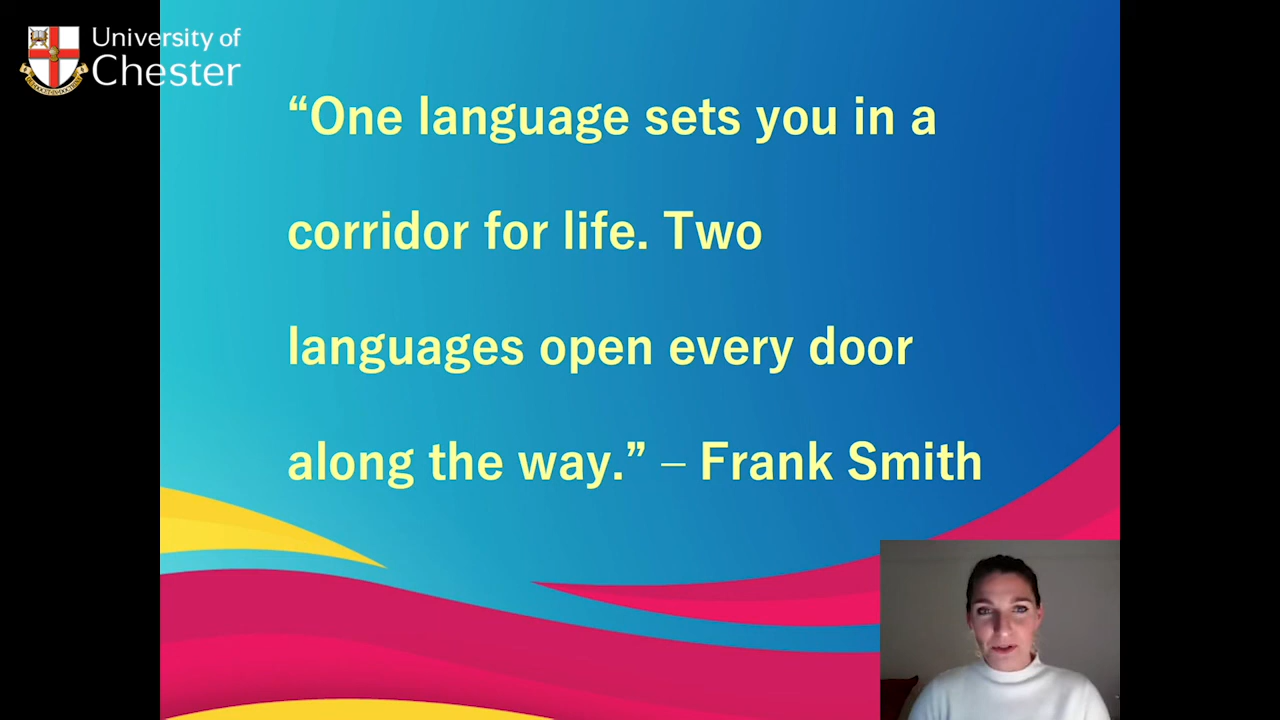 University of
Chester
“One language sets you in a
corridor for life. Two
languages open every door
along the way.” – Frank Smith